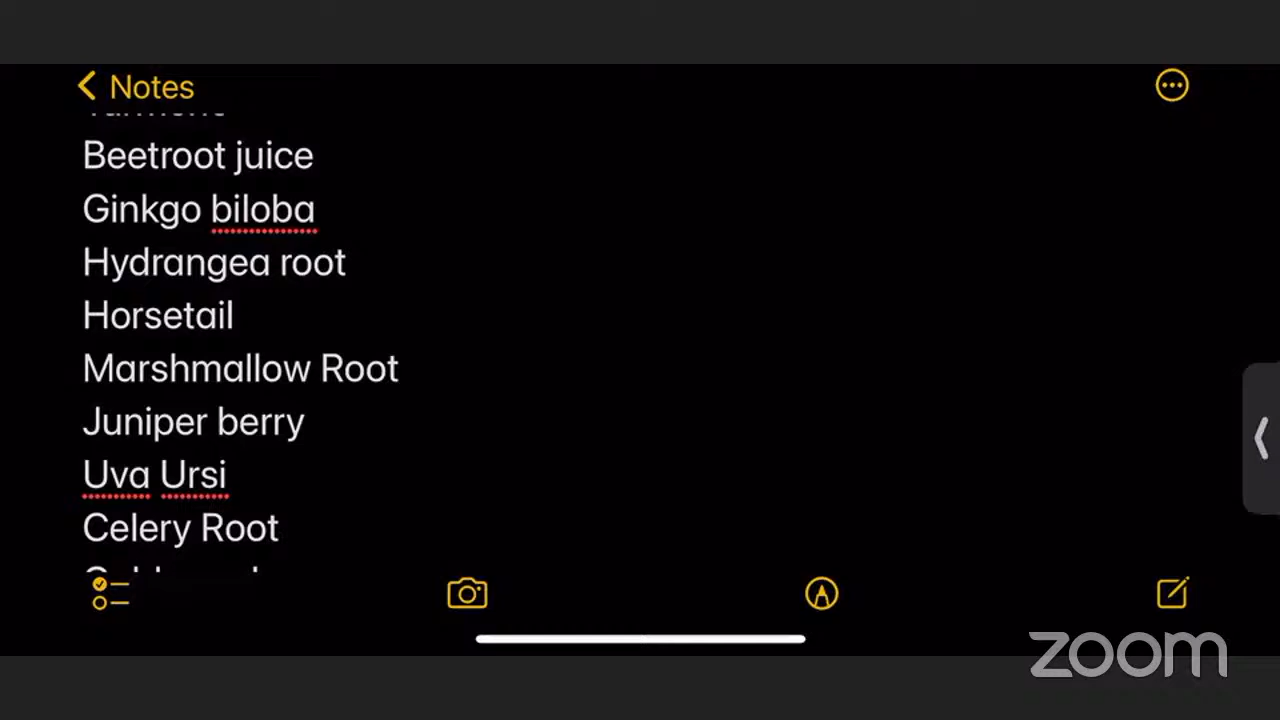 Notes
Beetroot juice
Ginkgo biloba
Hydrangea root
Horsetail
Marshmallow Root
Juniper berry
Uva Ursi
Celery Root
zoom